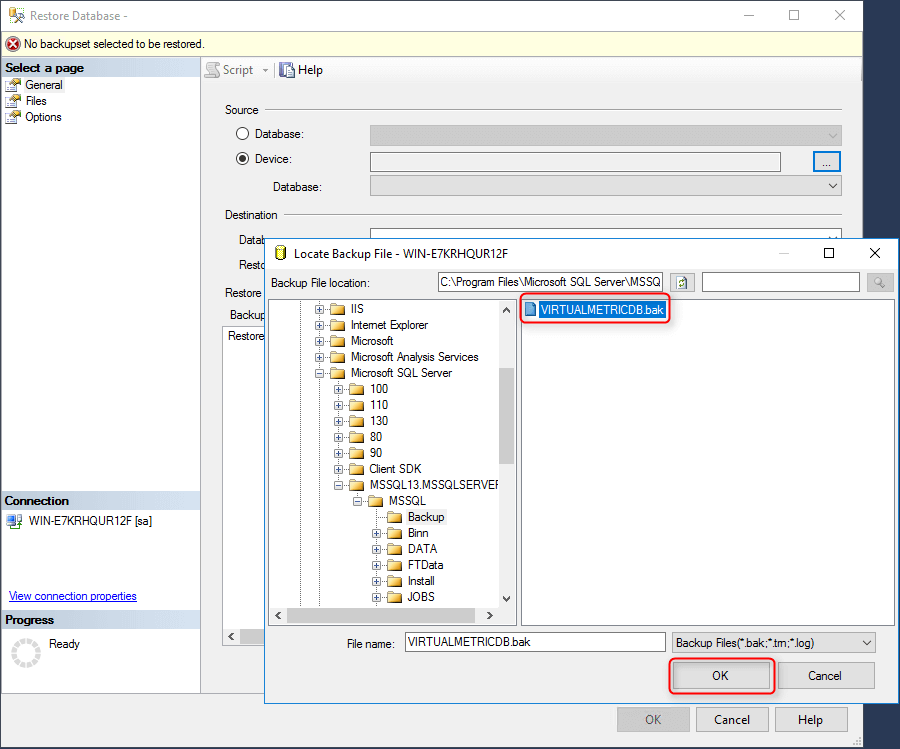 Restore Database -
No backupset selected to be restored.
Select a page
General
Files
Options
Script
Help
Source
Database:
Device:
...
Database:
Destination
Datab
Resto
Restore
Backup
Restore
Locate Backup File - WIN-E7KRHQUR12F
Backup File location:
C:\Program Files\Microsoft SQL Server\MSSQ
IIS
Internet Explorer
Microsoft
Microsoft Analysis Services
Microsoft SQL Server
100
110
130
80
90
Client SDK
MSSQL13.MSSQLSERVER
MSSQL
Backup
Binn
DATA
FTData
Install
JOBS
VIRTUALMETRICDB.bak
File name:
VIRTUALMETRICDB.bak
Backup Files(*.bak;*.trn;*.log)
OK
Cancel
Connection
WIN-E7KRHQUR12F [sa]
View connection properties
Progress
Ready
OK
Cancel
Help